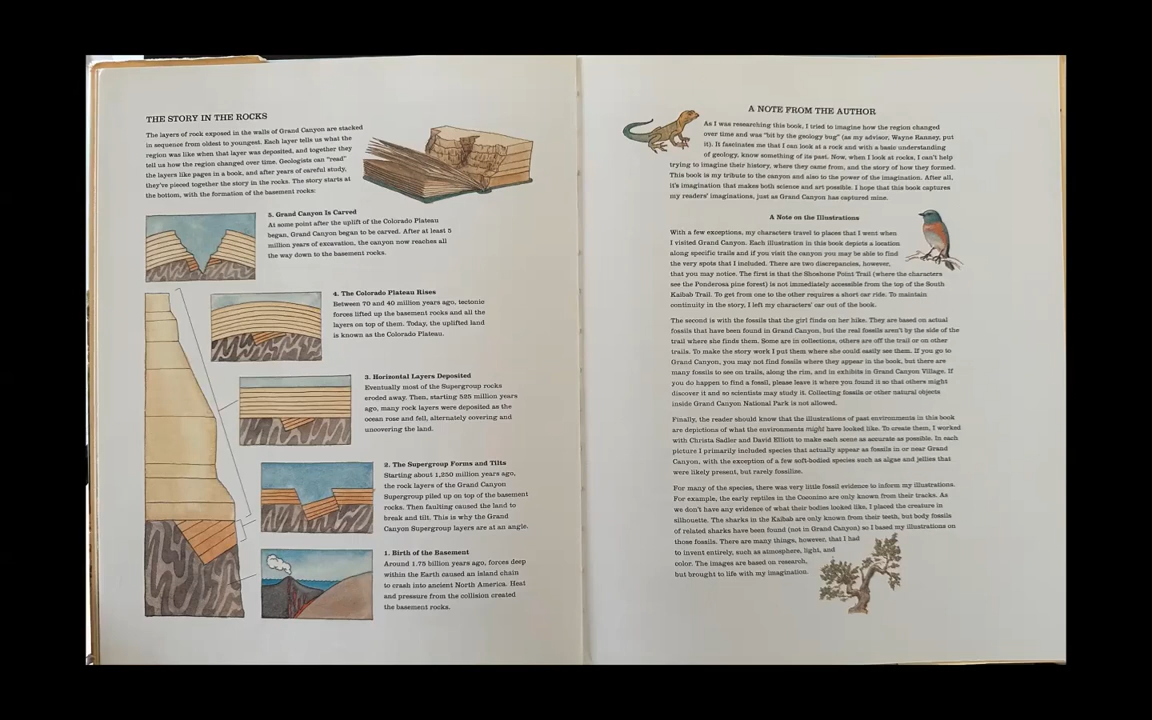 THE STORY IN THE ROCKS
The layers of rock exposed in the walls of Grand Canyon are stacked
in sequence from oldest to youngest. Each layer tells us what the
region was like when that layer was deposited, and together they
tell us how the region changed over time. Geologists can "read"
the layers like pages in a book, and after years of careful study,
they've pieced together the story in the rocks. The story starts at
the bottom, with the formation of the basement rocks:
5. Grand Canyon Is Carved
At some point after the uplift of the Colorado Plateau
began, Grand Canyon began to be carved. After at least 5
million years of excavation, the canyon now reaches all
the way down to the basement rocks.
4. The Colorado Plateau Rises
Between 70 and 40 million years ago, tectonic
forces lifted up the basement rocks and all the
layers on top of them. Today, the uplifted land
is known as the Colorado Plateau.
3. Horizontal Layers Deposited
Eventually most of the Supergroup rocks
eroded away. Then, starting 525 million years
ago, many rock layers were deposited as the
ocean rose and fell, alternately covering and
uncovering the land.
2. The Supergroup Forms and Tilts
Starting about 1,250 million years ago,
the rock layers of the Grand Canyon
Supergroup piled up on top of the basement
rocks. Then faulting caused the land to
break and tilt. This is why the Grand
Canyon Supergroup layers are at an angle.
1. Birth of the Basement
Around 1.75 billion years ago, forces deep
within the Earth caused an island chain
to crash into ancient North America. Heat
and pressure from the collision created
the basement rocks.
A NOTE FROM THE AUTHOR
As I was researching this book, I tried to imagine how the region changed
over time and was "bit by the geology bug" (as my advisor, Wayne Ranney, put
it). It fascinates me that I can look at a rock and with a basic understanding
of geology, know something of its past. Now, when I look at rocks, I can't help
trying to imagine their history, where they came from, and the story of how they formed.
This book is my tribute to the canyon and also to the power of the imagination. After all,
it's imagination that makes both science and art possible. I hope that this book captures
my readers' imaginations, just as Grand Canyon has captured mine.
A Note on the Illustrations
With a few exceptions, my characters travel to places that I went when
I visited Grand Canyon. Each illustration in this book depicts a location
along specific trails and if you visit the canyon you may be able to find
the very spots that I included. There are two discrepancies, however,
that you may notice. The first is that the Shoshone Point Trail (where the characters
see the Ponderosa pine forest) is not immediately accessible from the top of the South
Kaibab Trail. To get from one to the other requires a short car ride. To maintain
continuity in the story, I left my characters' car out of the book.
The second is with the fossils that the girl finds on her hike. They are based on actual
fossils that have been found in Grand Canyon, but the real fossils aren't by the side of the
trail where she finds them. Some are in collections, others are off the trail or on other
trails. To make the story work I put them where she could easily see them. If you go to
Grand Canyon, you may not find fossils where they appear in the book, but there are
many fossils to see on trails, along the rim, and in exhibits in Grand Canyon Village. If
you do happen to find a fossil, please leave it where you found it so that others might
discover it and so scientists may study it. Collecting fossils or other natural objects
inside Grand Canyon National Park is not allowed.
Finally, the reader should know that the illustrations of past environments in this book
are depictions of what the environments might have looked like. To create them, I worked
with Christa Sadler and David Elliott to make each scene as accurate as possible. In each
picture I primarily included species that actually appear as fossils in or near Grand
Canyon, with the exception of a few soft-bodied species such as algae and jellies that
were likely present, but rarely fossilize.
For many of the species, there was very little fossil evidence to inform my illustrations.
For example, the early reptiles in the Coconino are only known from their tracks. As
we don't have any evidence of what their bodies looked like, I placed the creature in
silhouette. The sharks in the Kaibab are only known from their teeth, but body fossils
of related sharks have been found (not in Grand Canyon) so I based my illustrations on
those fossils. There are many things, however, that I had
to invent entirely, such as atmosphere, light, and
color. The images are based on research,
but brought to life with my imagination.